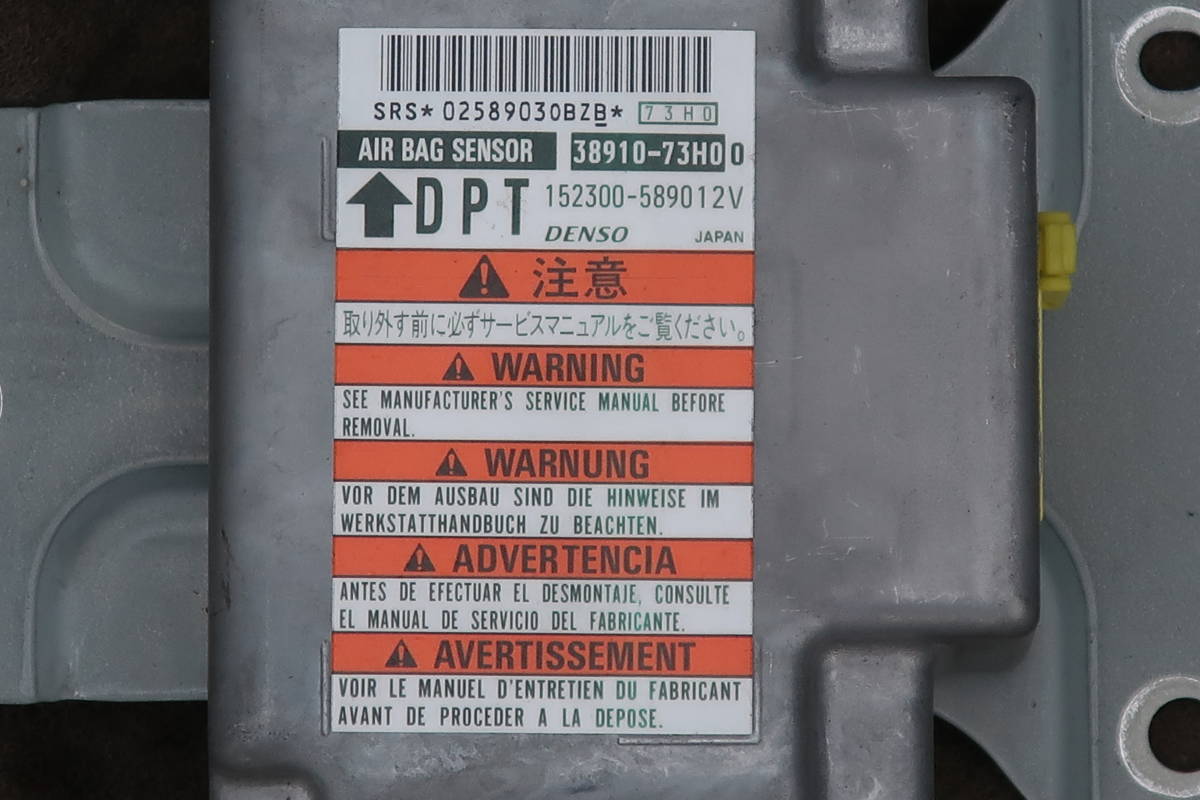 SRS*02589030BZB* 73H0
AIR BAG SENSOR 38910-73H00
DPT 152300-589012V
DENSO JAPAN
注意
取り外す前に必ずサービスマニュアルをご覧ください。
WARNING
SEE MANUFACTURER'S SERVICE MANUAL BEFORE
REMOVAL.
WARNUNG
VOR DEM AUSBAU SIND DIE HINWEISE IM
WERKSTATTHANDBUCH ZU BEACHTEN.
ADVERTENCIA
ANTES DE EFECTUAR EL DESMONTAJE, CONSULTE
EL MANUAL DE SERVICIO DEL FABRICANTE.
AVERTISSEMENT
VOIR LE MANUEL D'ENTRETIEN DU FABRICANT
AVANT DE PROCEDER A LA DEPOSE.